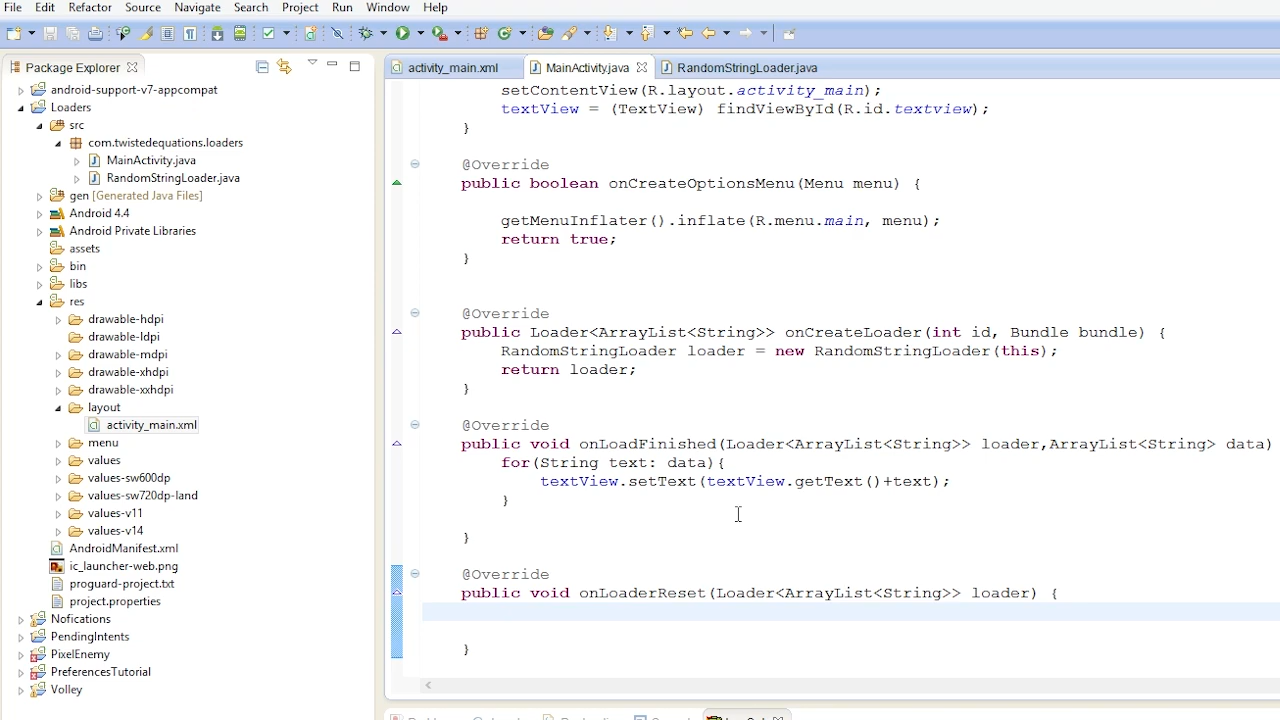 File Edit Refactor Source Navigate Search Project Run Window Help
Package Explorer
activity_main.xml MainActivity.java RandomStringLoader.java
android-support-v7-appcompat
Loaders
src
com.twistedequations.loaders
MainActivity.java
RandomStringLoader.java
gen [Generated Java Files]
Android 4.4
Android Private Libraries
assets
bin
libs
res
drawable-hdpi
drawable-ldpi
drawable-mdpi
drawable-xhdpi
drawable-xxhdpi
layout
activity_main.xml
menu
values
values-sw600dp
values-sw720dp-land
values-v11
values-v14
AndroidManifest.xml
ic_launcher-web.png
proguard-project.txt
project.properties
Nofications
PendingIntents
PixelEnemy
PreferencesTutorial
Volley
setContentView(R.layout.activity_main);
textView = (TextView) findViewById(R.id.textview);
}
@Override
public boolean onCreateOptionsMenu(Menu menu) {
getMenuInflater().inflate(R.menu.main, menu);
return true;
}
@Override
public Loader<ArrayList<String>> onCreateLoader(int id, Bundle bundle) {
RandomStringLoader loader = new RandomStringLoader(this);
return loader;
}
@Override
public void onLoadFinished(Loader<ArrayList<String>> loader,ArrayList<String> data)
for(String text: data){
textView.setText(textView.getText()+text);
}
}
@Override
public void onLoaderReset(Loader<ArrayList<String>> loader) {
}